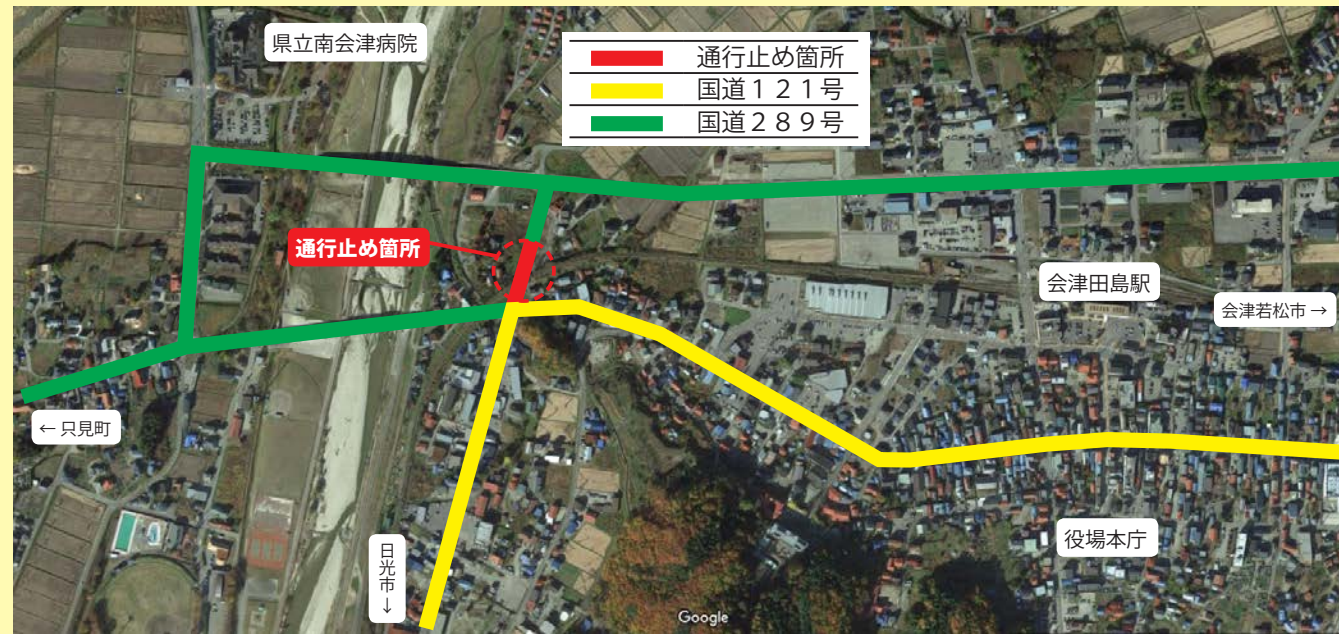 県立南会津病院
通行止め箇所
国道１２１号
国道２８９号
通行止め箇所
会津田島駅
会津若松市→
←只見町
日光市↓
役場本庁
Google